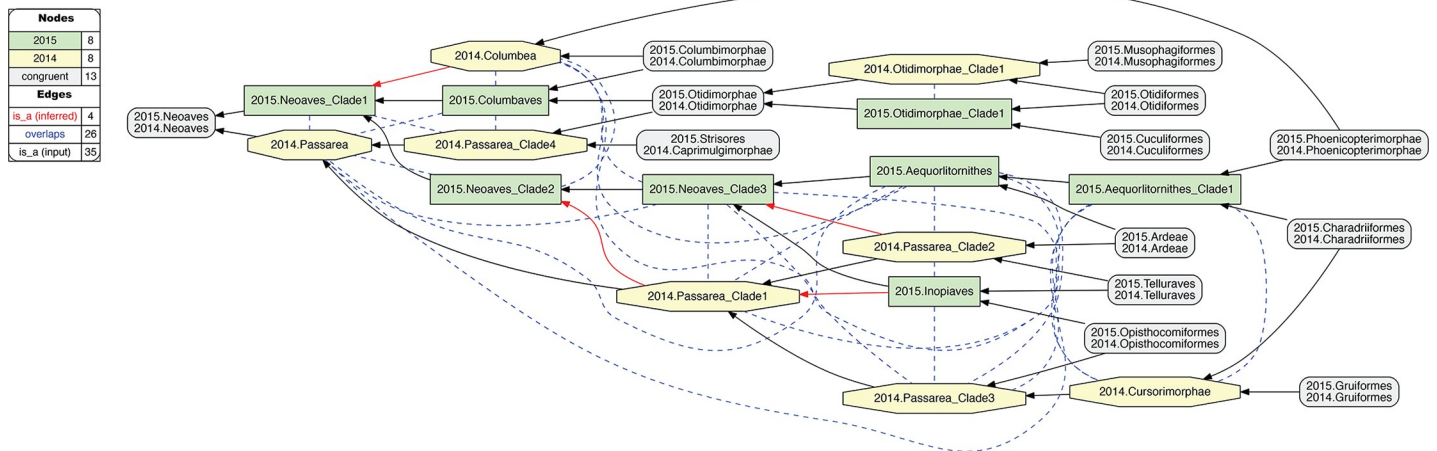 Nodes
2015 8
2014 8
congruent 13
Edges
is_a (inferred) 4
overlaps 26
is_a (input) 35
2015.Neoaves
2014.Neoaves
2015.Neoaves_Clade1
2014.Passarea
2014.Columbea
2015.Columbaves
2014.Passarea_Clade4
2015.Neoaves_Clade2
2015.Columbimorphae
2014.Columbimorphae
2015.Otidimorphae
2014.Otidimorphae
2015.Strisores
2014.Caprimulgimorphae
2015.Neoaves_Clade3
2014.Passarea_Clade1
2014.Otidimorphae_Clade1
2015.Otidimorphae_Clade1
2015.Aequorlitornithes
2014.Passarea_Clade2
2015.Inopiaves
2014.Passarea_Clade3
2015.Musophagiformes
2014.Musophagiformes
2015.Otidiformes
2014.Otidiformes
2015.Cuculiformes
2014.Cuculiformes
2015.Aequorlitornithes_Clade1
2015.Ardeae
2014.Ardeae
2015.Telluraves
2014.Telluraves
2015.Opisthocomiformes
2014.Opisthocomiformes
2014.Cursorimorphae
2015.Phoenicopterimorphae
2014.Phoenicopterimorphae
2015.Charadriiformes
2014.Charadriiformes
2015.Gruiformes
2014.Gruiformes